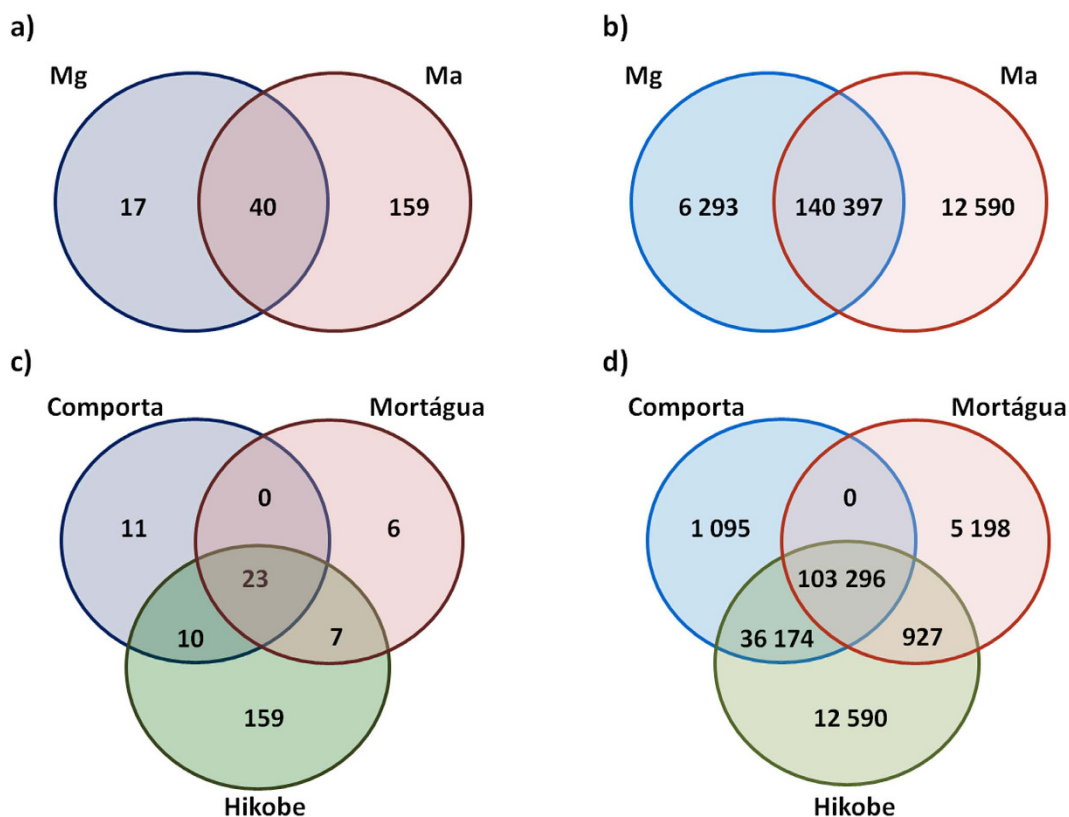 a)
Mg
Ma
17
40
159
b)
Mg
Ma
6 293
140 397
12 590
c)
Comporta
Mortágua
0
11
6
23
10
7
159
Hikobe
d)
Comporta
Mortágua
0
1 095
5 198
103 296
36 174
927
12 590
Hikobe